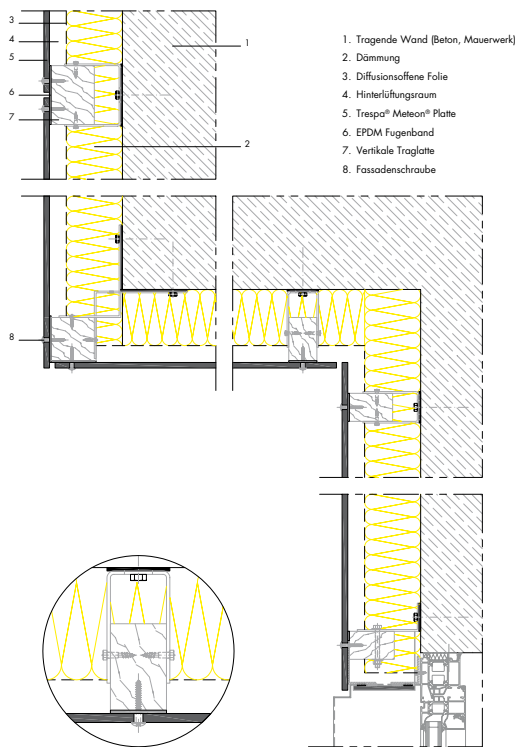 3
4
5
6
7
8
1
2
1. Tragende Wand (Beton, Mauerwerk)
2. Dämmung
3. Diffusionsoffene Folie
4. Hinterlüftungsraum
5. Trespa® Meteon® Platte
6. EPDM Fugenband
7. Vertikale Traglatte
8. Fassadenschraube